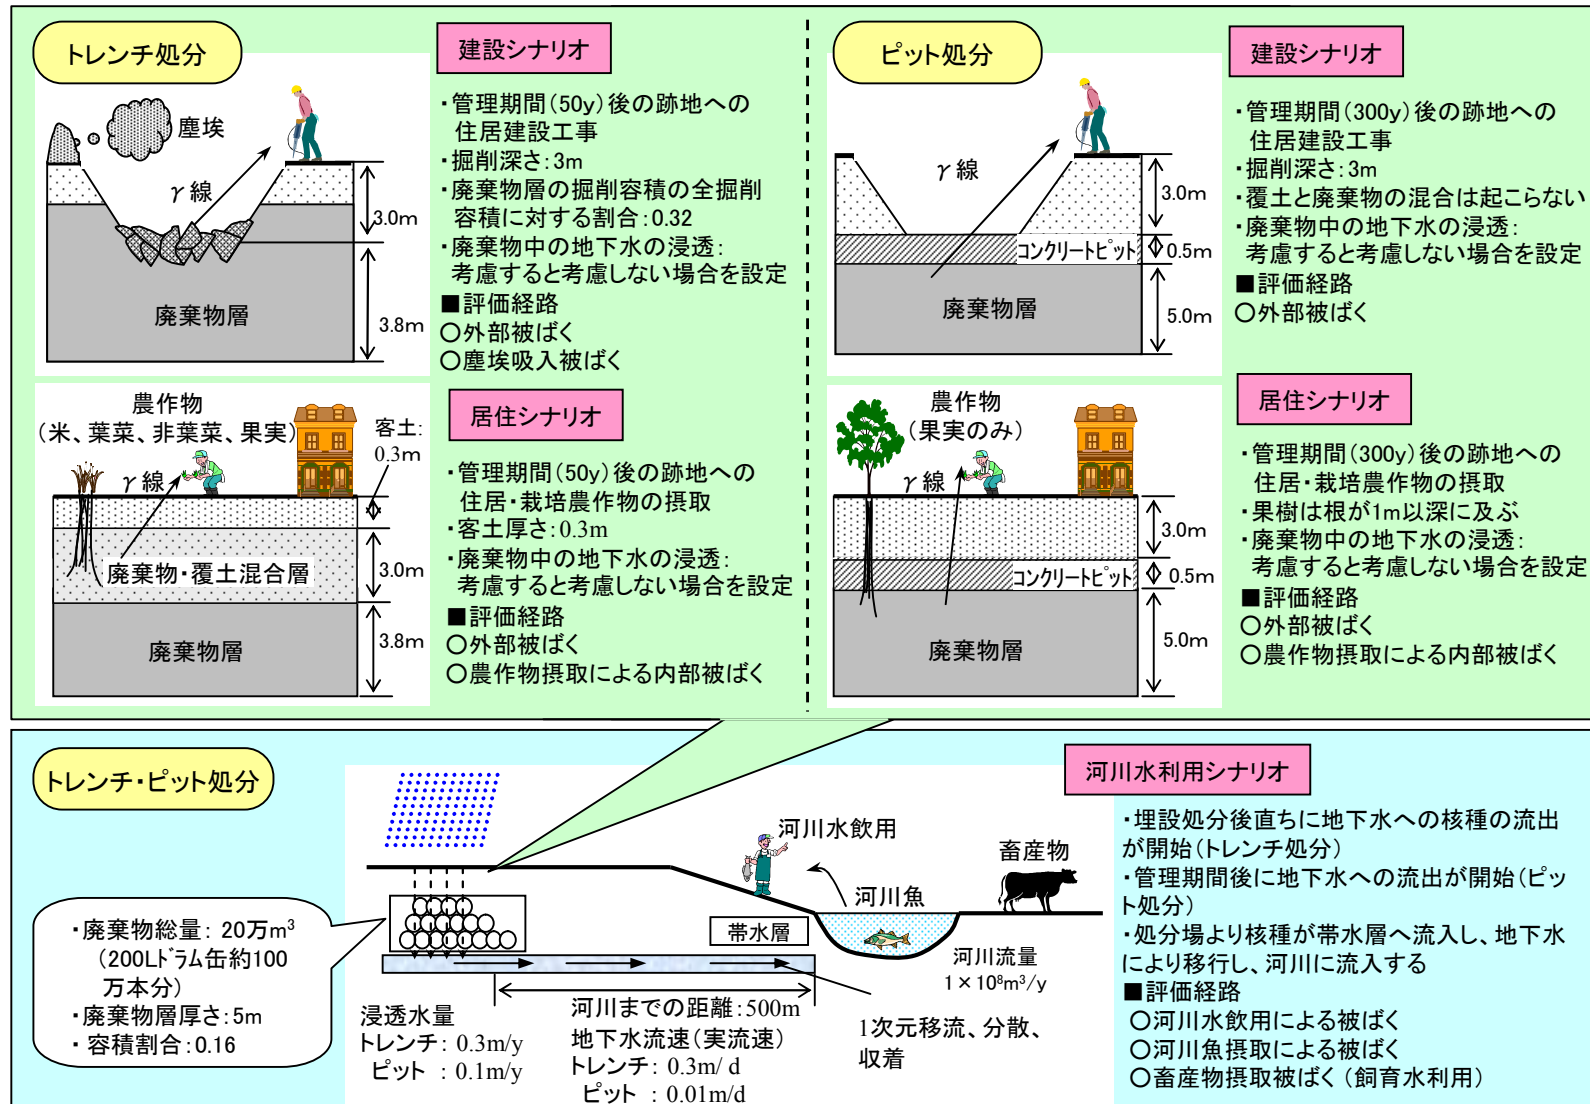 トレンチ処分
建設シナリオ
塵埃
γ線
3.0m
廃棄物層
3.8m
・管理期間(50y)後の跡地への
住居建設工事
・掘削深さ:3m
・廃棄物層の掘削容積の全掘削
容積に対する割合:0.32
・廃棄物中の地下水の浸透:
考慮すると考慮しない場合を設定
■評価経路
○外部被ばく
○塵埃吸入被ばく
農作物
(米、葉菜、非葉菜、果実)
客土:
0.3m
γ線
廃棄物・覆土混合層
3.0m
廃棄物層
3.8m
居住シナリオ
・管理期間(50y)後の跡地への
住居・栽培農作物の摂取
・客土厚さ:0.3m
・廃棄物中の地下水の浸透:
考慮すると考慮しない場合を設定
■評価経路
○外部被ばく
○農作物摂取による内部被ばく
ピット処分
建設シナリオ
γ線
3.0m
コンクリートピット
0.5m
廃棄物層
5.0m
・管理期間(300y)後の跡地への
住居建設工事
・掘削深さ:3m
・覆土と廃棄物の混合は起こらない
・廃棄物中の地下水の浸透:
考慮すると考慮しない場合を設定
■評価経路
○外部被ばく
農作物
(果実のみ)
γ線
3.0m
コンクリートピット
0.5m
廃棄物層
5.0m
居住シナリオ
・管理期間(300y)後の跡地への
住居・栽培農作物の摂取
・果樹は根が1m以深に及ぶ
・廃棄物中の地下水の浸透:
考慮すると考慮しない場合を設定
■評価経路
○外部被ばく
○農作物摂取による内部被ばく
トレンチ・ピット処分
・廃棄物総量: 20万m³
(200Lドラム缶約100
万本分)
・廃棄物層厚さ:5m
・容積割合:0.16
河川水飲用
河川魚
畜産物
帯水層
河川流量
1×10⁸m³/y
浸透水量
トレンチ: 0.3m/y
ピット : 0.1m/y
河川までの距離:500m
地下水流速(実流速)
トレンチ: 0.3m/ d
ピット : 0.01m/d
1次元移流、分散、
収着
河川水利用シナリオ
・埋設処分後直ちに地下水への核種の流出
が開始(トレンチ処分)
・管理期間後に地下水への流出が開始(ピッ
ト処分)
・処分場より核種が帯水層へ流入し、地下水
により移行し、河川に流入する
■評価経路
○河川水飲用による被ばく
○河川魚摂取による被ばく
○畜産物摂取被ばく(飼育水利用)